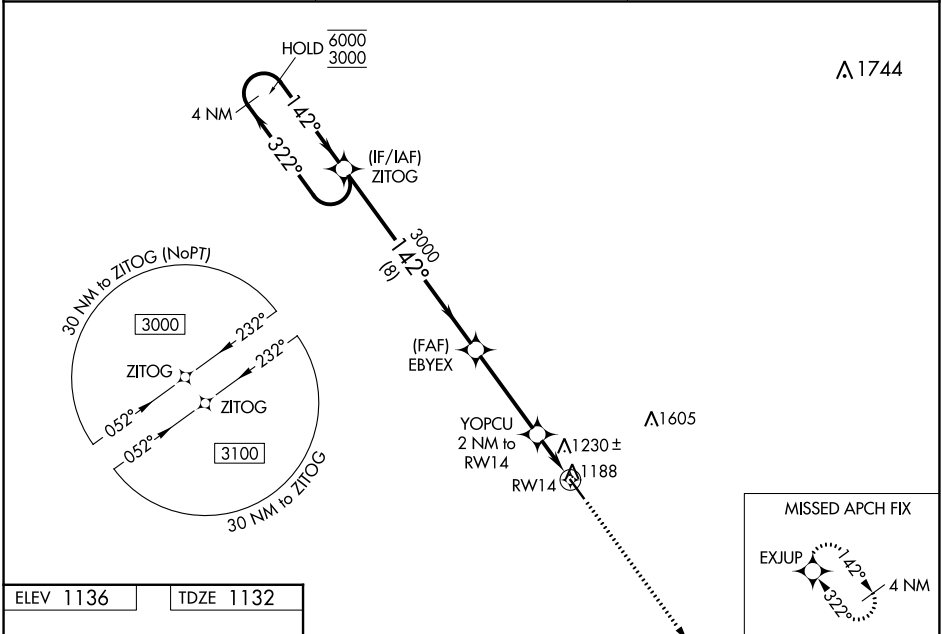 HOLD 6000
3000
1744
4 NM
142°
322°
(IF/IAF)
ZITOG
3000
142°
(8)
30 NM to ZITOG (NoPT)
3000
232°
ZITOG
052°
232°
ZITOG
052°
3100
30 NM to ZITOG
(FAF)
EBYEX
YOPCU
2 NM to
RW14
1605
1230 ±
1188
RW14
MISSED APCH FIX
EXJUP
142°
4 NM
322°
ELEV 1136
TDZE 1132